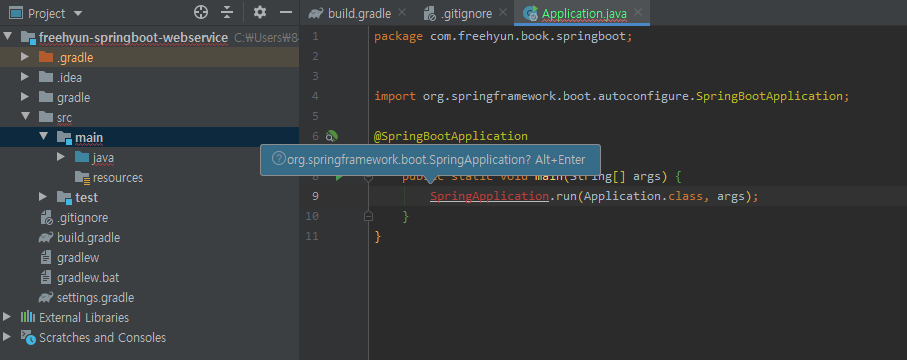 Project
build.gradle
.gitignore
Application.java
freehyun-springboot-webservice C:₩Users₩8
.gradle
.idea
gradle
src
main
java
resources
test
.gitignore
build.gradle
gradlew
gradlew.bat
settings.gradle
External Libraries
Scratches and Consoles
1 package com.freehyun.book.springboot;
2
3
4 import org.springframework.boot.autoconfigure.SpringBootApplication;
5
6 @SpringBootApplication
org.springframework.boot.SpringApplication? Alt+Enter
8 public static void main(String[] args) {
9 SpringApplication.run(Application.class, args);
10 }
11 }